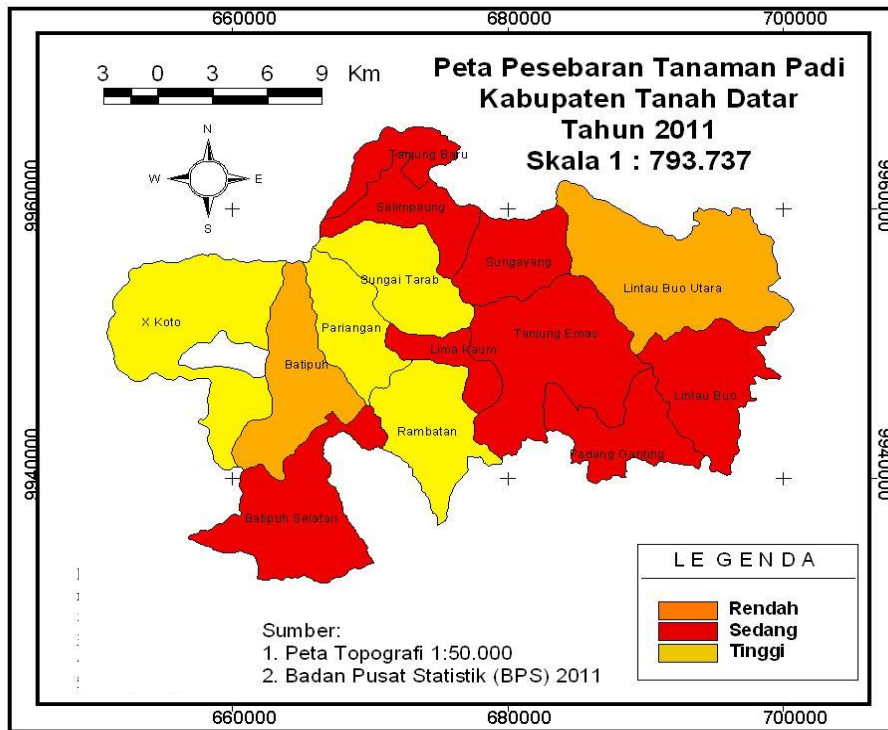 660000 680000 700000
3 0 3 6 9 Km
Peta Pesebaran Tanaman Padi
Kabupaten Tanah Datar
Tahun 2011
Skala 1 : 793.737
N
W E
S
9960000 9960000
Tanjung Baru
Salimpaung
Sungayang
Sungai Tarab
Lintau Buo Utara
X Koto
Pariangan
Tanjung Emas
Lima Kaum
Batipuh
Lintau Buo
Rambatan
Padang Ganting
9940000 9940000
Batipuh Selatan
LEGENDA
Rendah
Sedang
Tinggi
Sumber:
1. Peta Topografi 1:50.000
2. Badan Pusat Statistik (BPS) 2011
660000 680000 700000